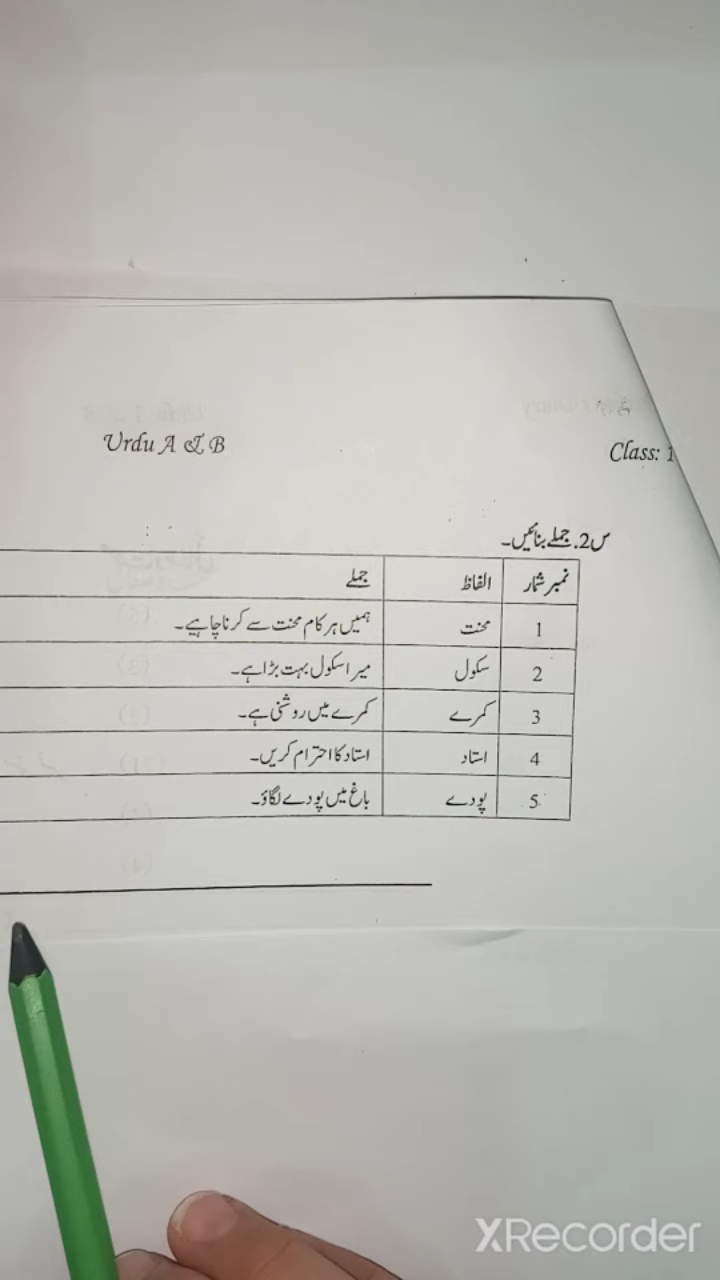 Urdu A & B Class: 1
س2. جملے بنائیں۔
نمبر شمار الفاظ جملے
1 محنت ہمیں ہر کام محنت سے کرنا چاہیے۔
2 سکول میرا سکول بہت بڑا ہے۔
3 کمرے کمرے میں روشنی ہے۔
4 استاد استاد کا احترام کریں۔
5 پودے باغ میں پودے لگاؤ۔
XRecorder